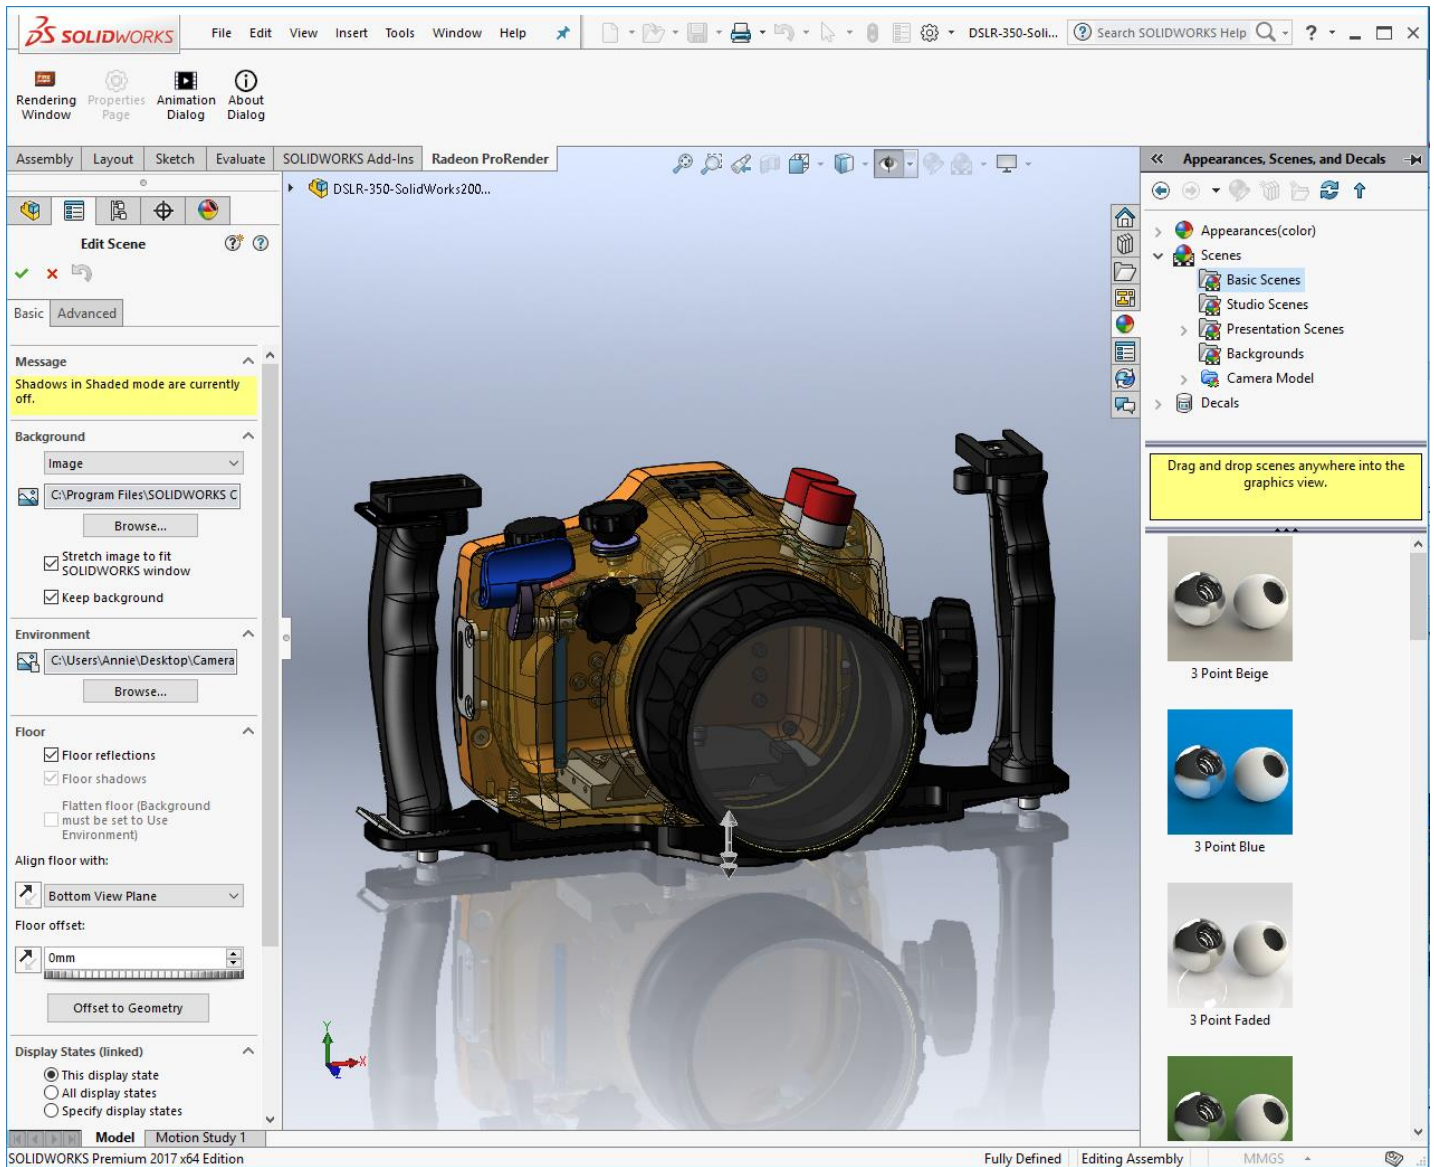 SOLIDWORKS
File Edit View Insert Tools Window Help
DSLR-350-Soli...
Search SOLIDWORKS Help
?
Rendering Window
Properties Page
Animation Dialog
About Dialog
Assembly Layout Sketch Evaluate SOLIDWORKS Add-Ins Radeon ProRender
DSLR-350-SolidWorks200...
Edit Scene
Basic Advanced
Message
Shadows in Shaded mode are currently
off.
Background
Image
C:\Program Files\SOLIDWORKS C
Browse...
Stretch image to fit
SOLIDWORKS window
Keep background
Environment
C:\Users\Annie\Desktop\Camera
Browse...
Floor
Floor reflections
Floor shadows
Flatten floor (Background
must be set to Use
Environment)
Align floor with:
Bottom View Plane
Floor offset:
0mm
Offset to Geometry
Display States (linked)
This display state
All display states
Specify display states
Y
X
Z
Appearances, Scenes, and Decals
Appearances(color)
Scenes
Basic Scenes
Studio Scenes
Presentation Scenes
Backgrounds
Camera Model
Decals
Drag and drop scenes anywhere into the
graphics view.
3 Point Beige
3 Point Blue
3 Point Faded
Model Motion Study 1
SOLIDWORKS Premium 2017 x64 Edition
Fully Defined Editing Assembly MMGS